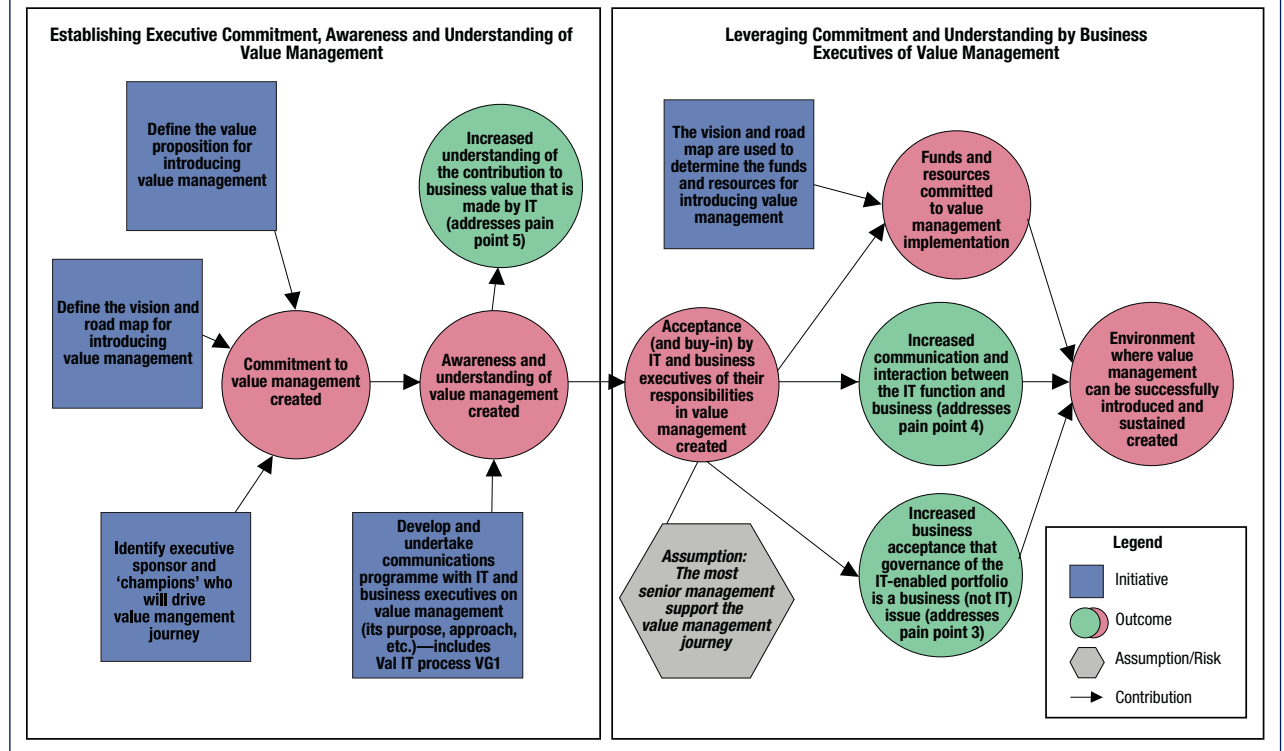 Establishing Executive Commitment, Awareness and Understanding of
Value Management
Define the value
proposition for
introducing
value management
Increased
understanding of
the contribution to
business value that is
made by IT
(addresses pain
point 5)
Define the vision and
road map for
introducing
value management
Commitment to
value management
created
Awareness and
understanding of
value management
created
Identify executive
sponsor and
‘champions’ who
will drive
value mangement
journey
Develop and
undertake
communications
programme with IT and
business executives on
value management
(its purpose, approach,
etc.)—includes
Val IT process VG1
Leveraging Commitment and Understanding by Business
Executives of Value Management
The vision and road
map are used to
determine the funds
and resources for
introducing value
management
Funds and
resources
committed
to value
management
implementation
Acceptance
(and buy-in) by
IT and business
executives of their
responsibilities
in value
management
created
Increased
communication and
interaction between
the IT function and
business (addresses
pain point 4)
Environment
where value
management
can be successfully
introduced and
sustained
created
Assumption:
The most
senior management
support the
value management
journey
Increased
business
acceptance that
governance of the
IT-enabled portfolio
is a business (not IT)
issue (addresses
pain point 3)
Legend
Initiative
Outcome
Assumption/Risk
Contribution